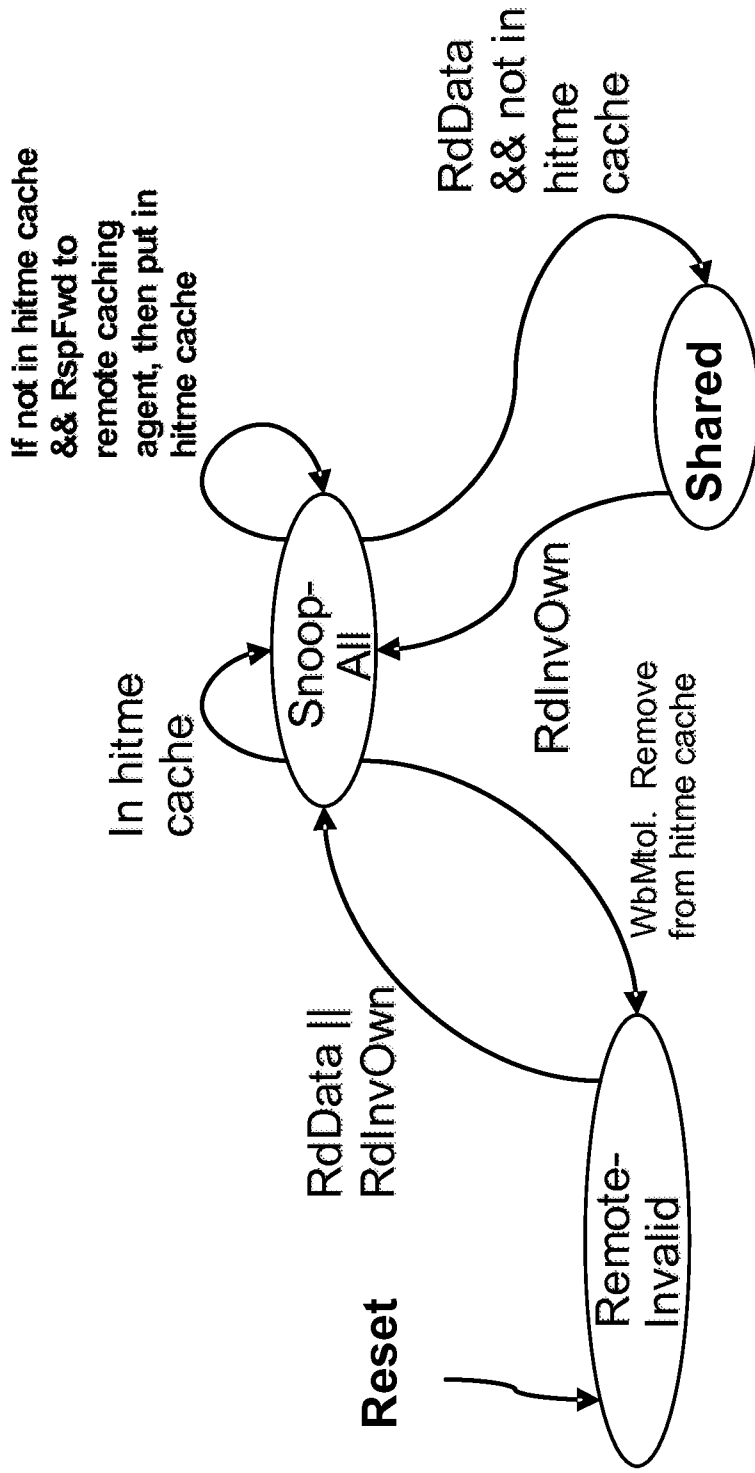 Reset
Remote-
Invalid
RdData ||
RdInvOwn
WbMtoI. Remove
from hitme cache
In hitme
cache
Snoop-
All
If not in hitme cache
&& RspFwd to
remote caching
agent, then put in
hitme cache
RdInvOwn
Shared
RdData
&& not in
hitme
cache